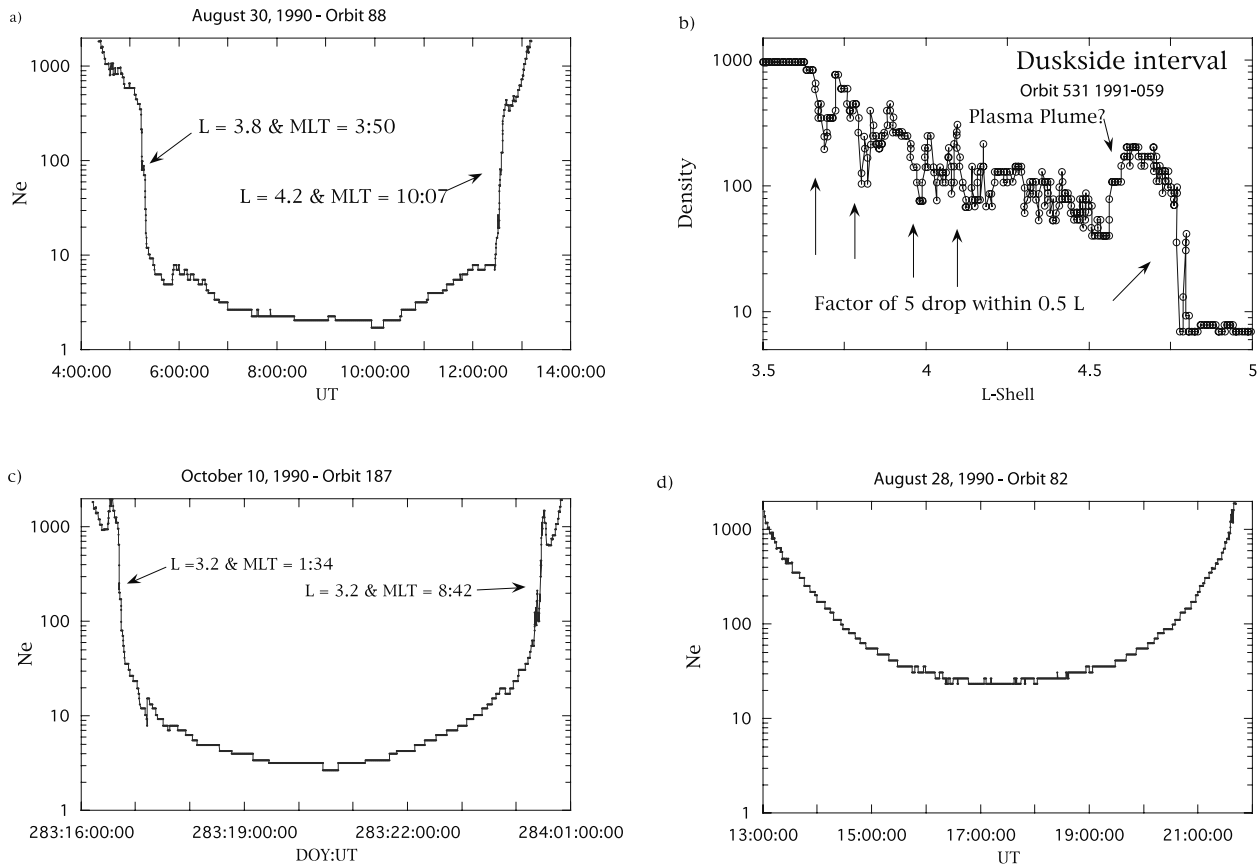 a)
August 30, 1990 - Orbit 88
1000
100
10
1
Ne
L = 3.8 & MLT = 3:50
L = 4.2 & MLT = 10:07
4:00:00 6:00:00 8:00:00 10:00:00 12:00:00 14:00:00
UT
b)
Duskside interval
Orbit 531 1991-059
Plasma Plume?
1000
100
10
Density
Factor of 5 drop within 0.5 L
3.5 4 4.5 5
L-Shell
c)
October 10, 1990 - Orbit 187
1000
100
10
1
Ne
L =3.2 & MLT = 1:34
L = 3.2 & MLT = 8:42
283:16:00:00 283:19:00:00 283:22:00:00 284:01:00:00
DOY:UT
d)
August 28, 1990 - Orbit 82
1000
100
10
1
Ne
13:00:00 15:00:00 17:00:00 19:00:00 21:00:00
UT